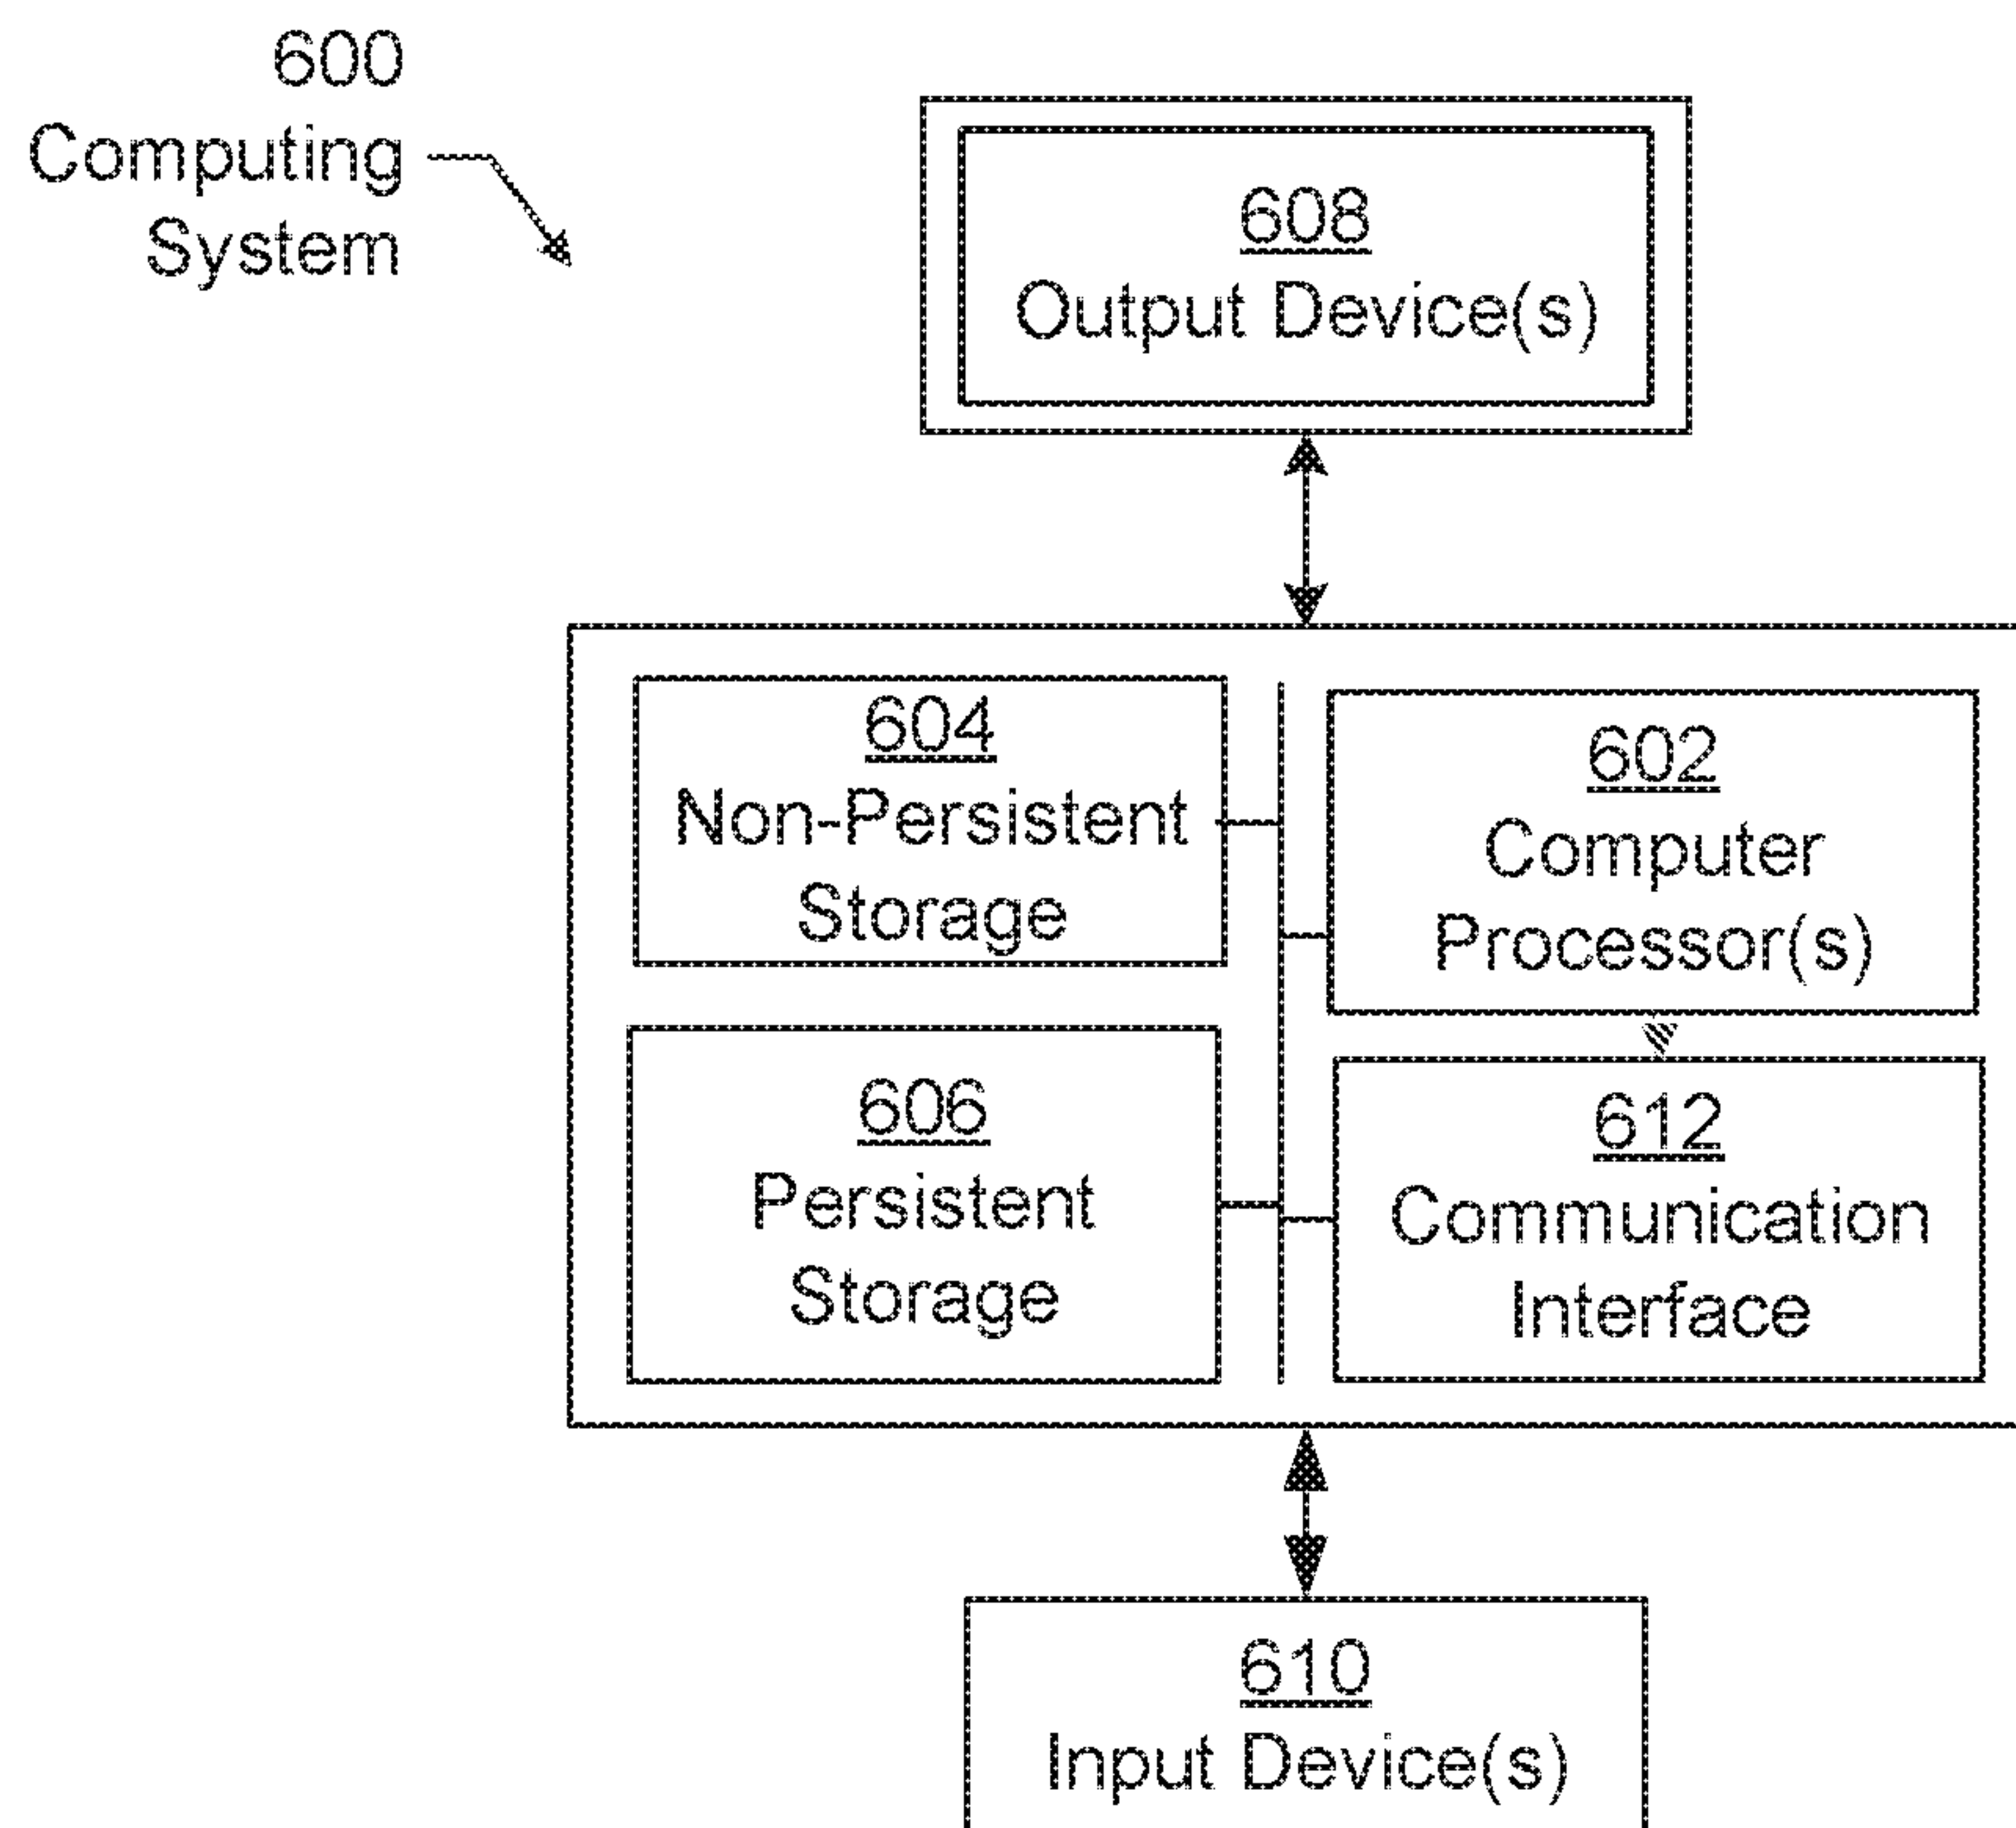 600
Computing
System
608
Output Device(s)
604
Non-Persistent
Storage
602
Computer
Processor(s)
606
Persistent
Storage
612
Communication
Interface
610
Input Device(s)